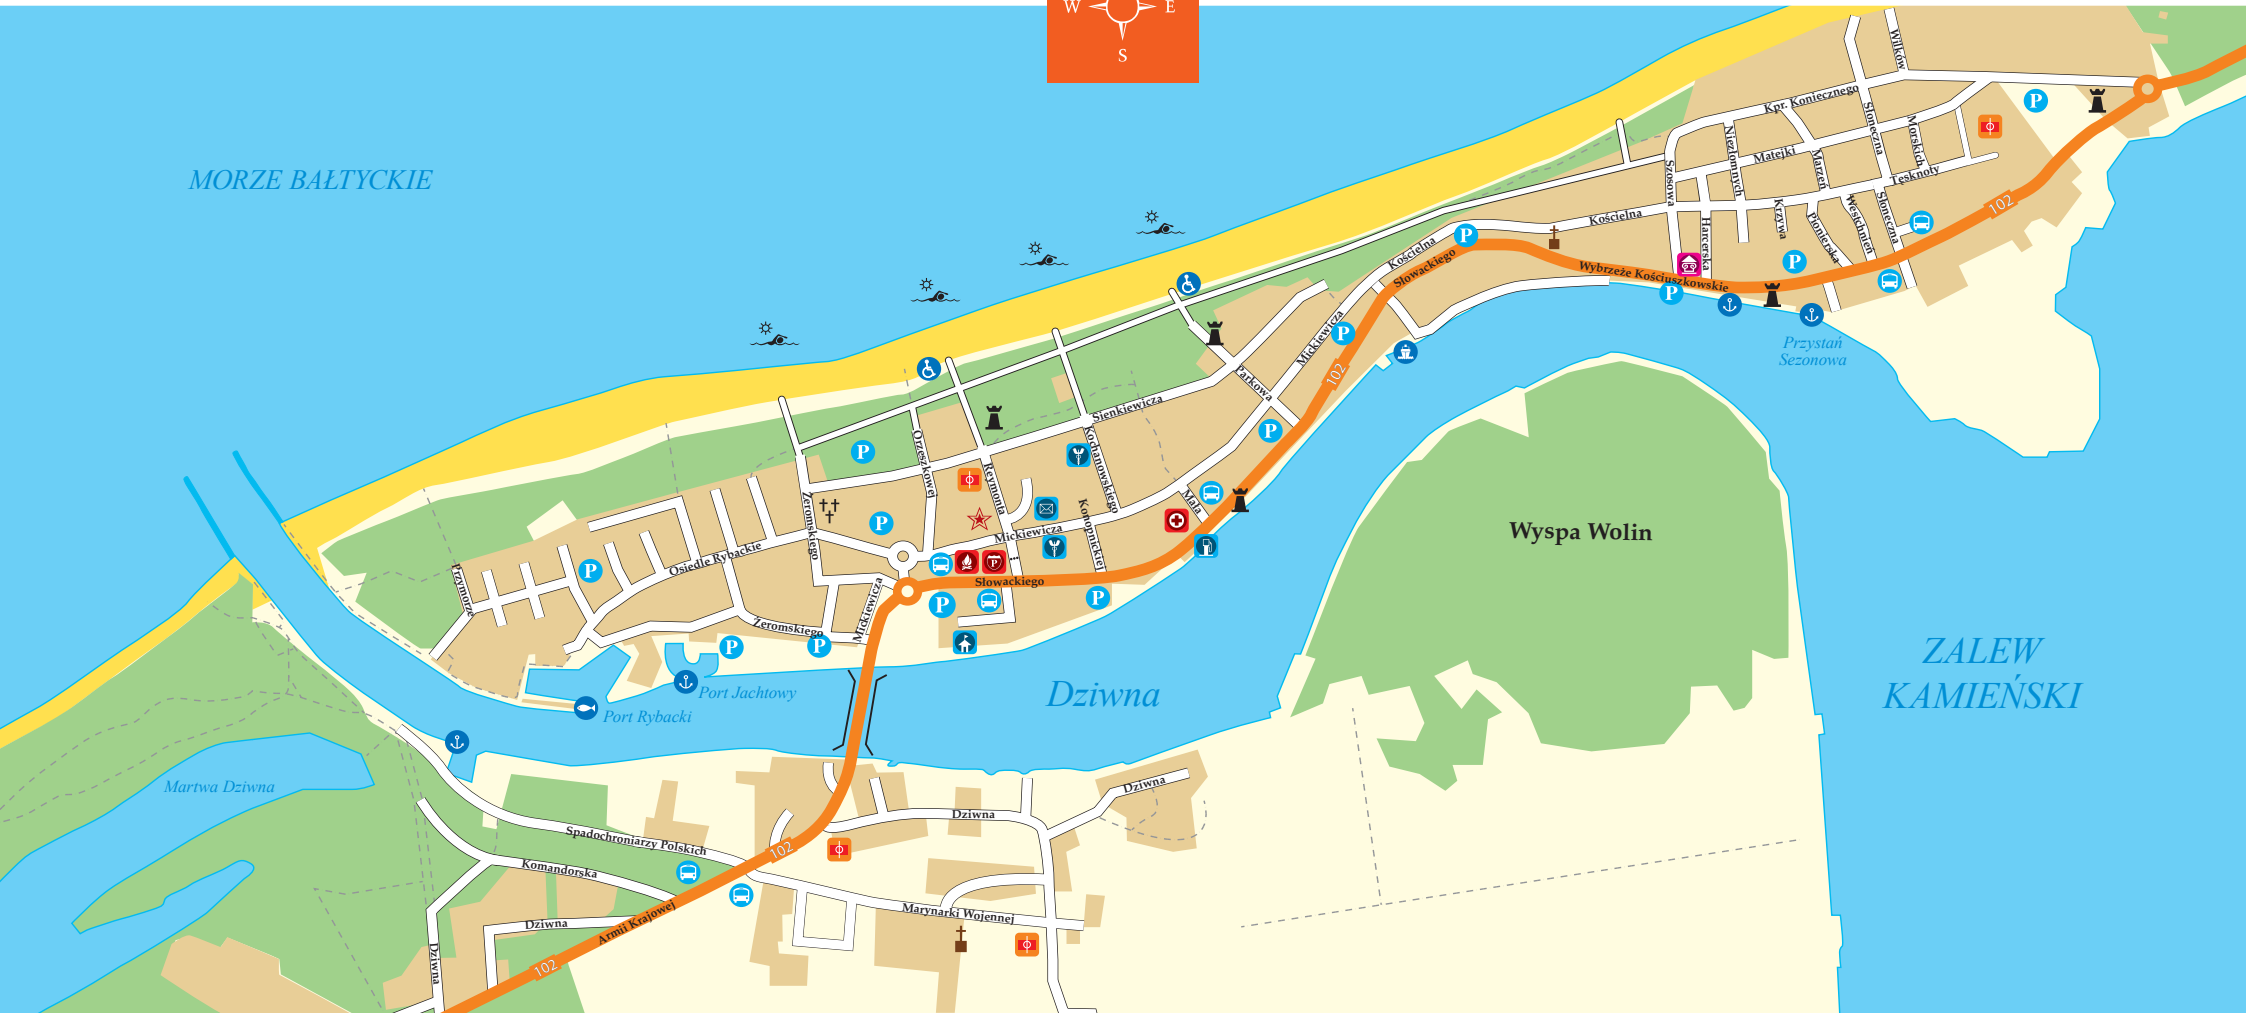 W E
S
MORZE BAŁTYCKIE
Wilków
Kpr. Koniecznego
Słoneczna
Morskich
Niezłomnych
Matejki
Marzeń
Tęsknoty
Szosowa
Kościelna
Harcerska
Krzywa
Pionierska
Westchnień
Słoneczna
102
Kościelna
Słowackiego
Wybrzeże Kościuszkowskie
P
P
P
P
Przystań
Sezonowa
Mickiewicza
P
102
Parkowa
Sienkiewicza
P
Orzeszkowej
Reymonta
Kochanowskiego
Konopnickiej
Mała
P
P
Żeromskiego
Mickiewicza
P
Osiedle Rybackie
P
Przymorze
Słowackiego
P
P
Mickiewicza
Żeromskiego
P
P
Port Jachtowy
Port Rybacki
Dziwna
Wyspa Wolin
ZALEW
KAMIEŃSKI
Martwa Dziwna
Dziwna
Dziwna
Spadochroniarzy Polskich
102
Komandorska
Marynarki Wojennej
Dziwna
Armii Krajowej
Dziwna
102